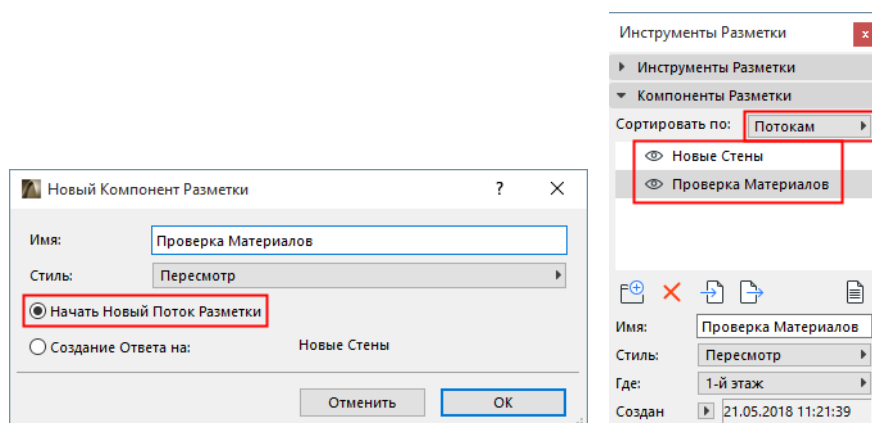 Новый Компонент Разметки ? ×
Имя: Проверка Материалов
Стиль: Пересмотр
Начать Новый Поток Разметки
Создание Ответа на: Новые Стены
Отменить OK
Инструменты Разметки x
Инструменты Разметки
Компоненты Разметки
Сортировать по: Потокам
Новые Стены
Проверка Материалов
Имя: Проверка Материалов
Стиль: Пересмотр
Где: 1-й этаж
Создан 21.05.2018 11:21:39